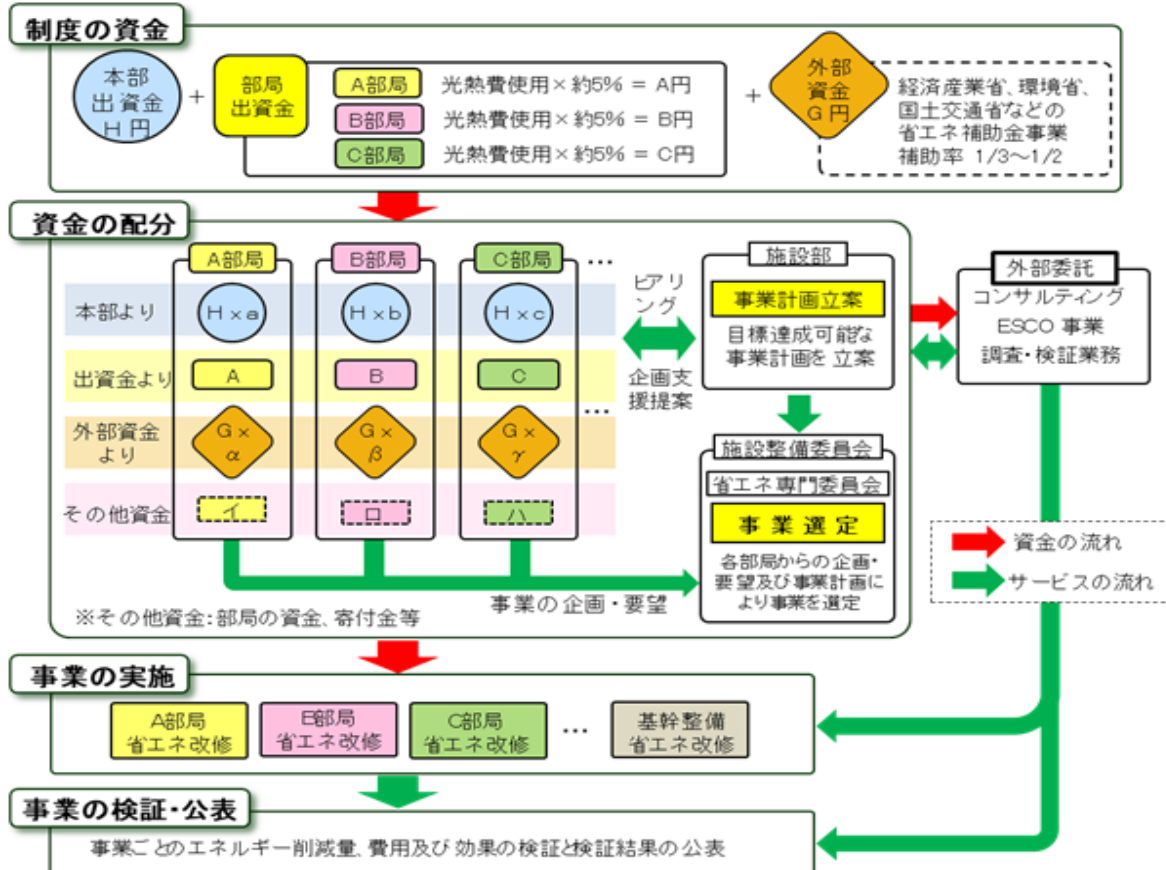 制度の資金
本部
出資金
H 円
+
部局
出資金
A部局 光熱費使用×約5% = A円
B部局 光熱費使用×約5% = B円
C部局 光熱費使用×約5% = C円
+
外部
資金
G 円
経済産業省、環境省、
国土交通省などの
省エネ補助金事業
補助率 1/3～1/2
資金の配分
A部局
B部局
C部局
…
本部より
H x a
H x b
H x c
出資金より
A
B
C
外部資金
より
G ×
α
G ×
β
G ×
γ
…
その他資金
イ
ロ
ハ
※その他資金：部局の資金、寄付金等
事業の企画・要望
ヒアリ
ング
企画支
援提案
施設部
事業計画立案
目標達成可能な
事業計画を 立案
施設整備委員会
省エネ専門委員会
事業選定
各部局からの企画・
要望及び事業計画に
より事業を選定
外部委託
コンサルティング
ESCO 事業
調査・検証業務
資金の流れ
サービスの流れ
事業の実施
A部局
省エネ改修
B部局
省エネ改修
C部局
省エネ改修
…
基幹整備
省エネ改修
事業の検証・公表
事業ごとのエネルギー削減量、費用及び効果の検証と検証結果の公表